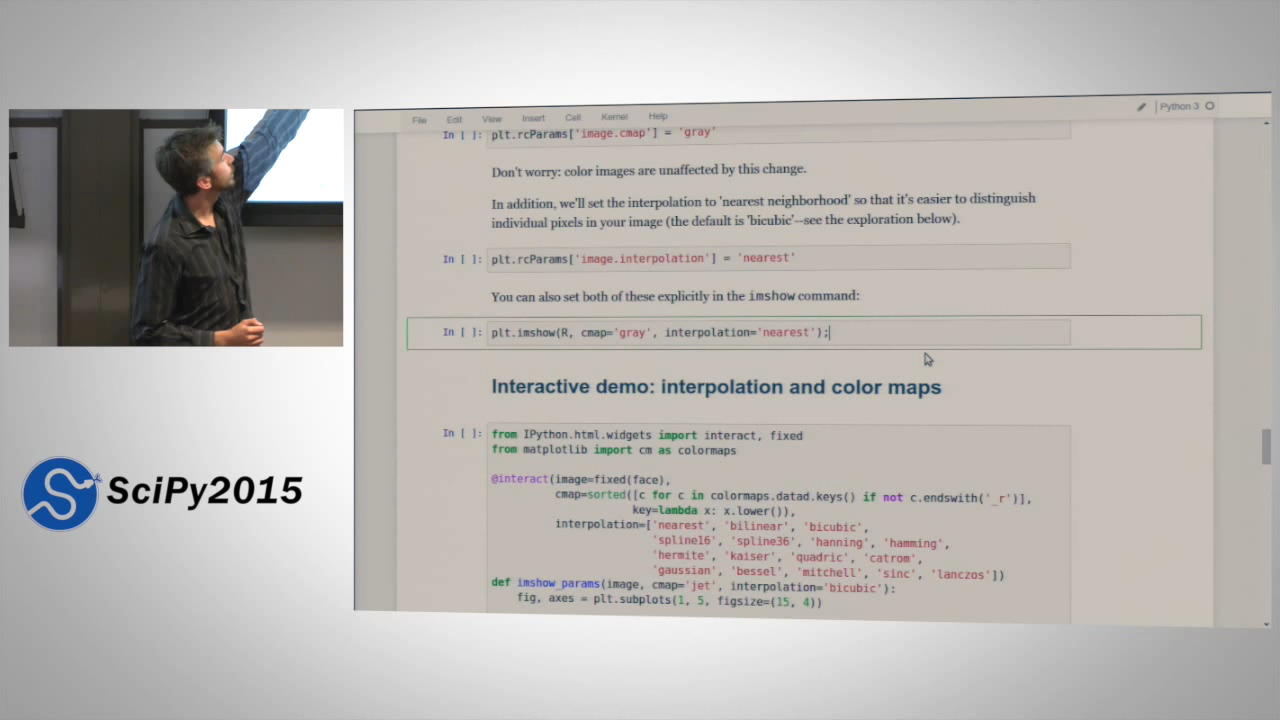 File Edit View Insert Cell Kernel Help Python 3
In [ ]: plt.rcParams['image.cmap'] = 'gray'
Don't worry: color images are unaffected by this change.
In addition, we'll set the interpolation to 'nearest neighborhood' so that it's easier to distinguish
individual pixels in your image (the default is 'bicubic'--see the exploration below).
In [ ]: plt.rcParams['image.interpolation'] = 'nearest'
You can also set both of these explicitly in the imshow command:
In [ ]: plt.imshow(R, cmap='gray', interpolation='nearest');
Interactive demo: interpolation and color maps
In [ ]: from IPython.html.widgets import interact, fixed
from matplotlib import cm as colormaps
@interact(image=fixed(face),
cmap=sorted([c for c in colormaps.datad.keys() if not c.endswith('_r')],
key=lambda x: x.lower()),
interpolation=['nearest', 'bilinear', 'bicubic',
'spline16', 'spline36', 'hanning', 'hamming',
'hermite', 'kaiser', 'quadric', 'catrom',
'gaussian', 'bessel', 'mitchell', 'sinc', 'lanczos'])
def imshow_params(image, cmap='jet', interpolation='bicubic'):
fig, axes = plt.subplots(1, 5, figsize=(15, 4))
SciPy2015